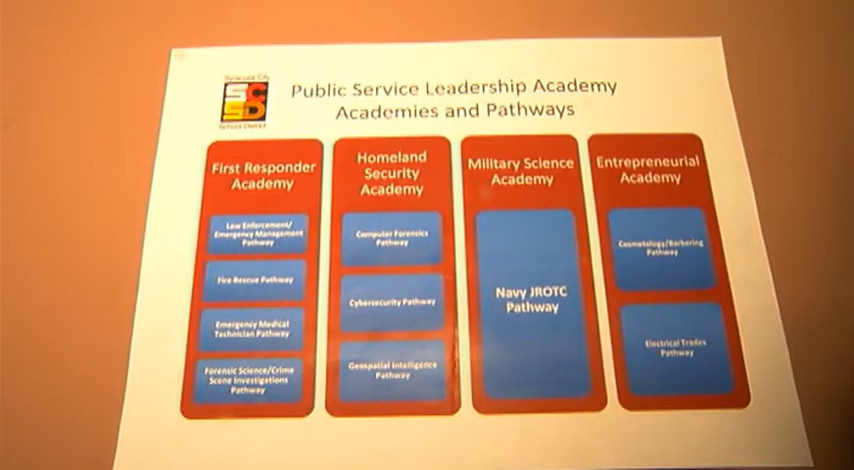 Syracuse City
SC
SD
School District
Public Service Leadership Academy
Academies and Pathways
First Responder
Academy
Law Enforcement/
Emergency Management
Pathway
Fire Rescue Pathway
Emergency Medical
Technician Pathway
Forensic Science/Crime
Scene Investigations
Pathway
Homeland
Security
Academy
Computer Forensics
Pathway
Cybersecurity Pathway
Geospatial Intelligence
Pathway
Military Science
Academy
Navy JROTC
Pathway
Entrepreneurial
Academy
Cosmetology/Barbering
Pathway
Electrical Trades
Pathway